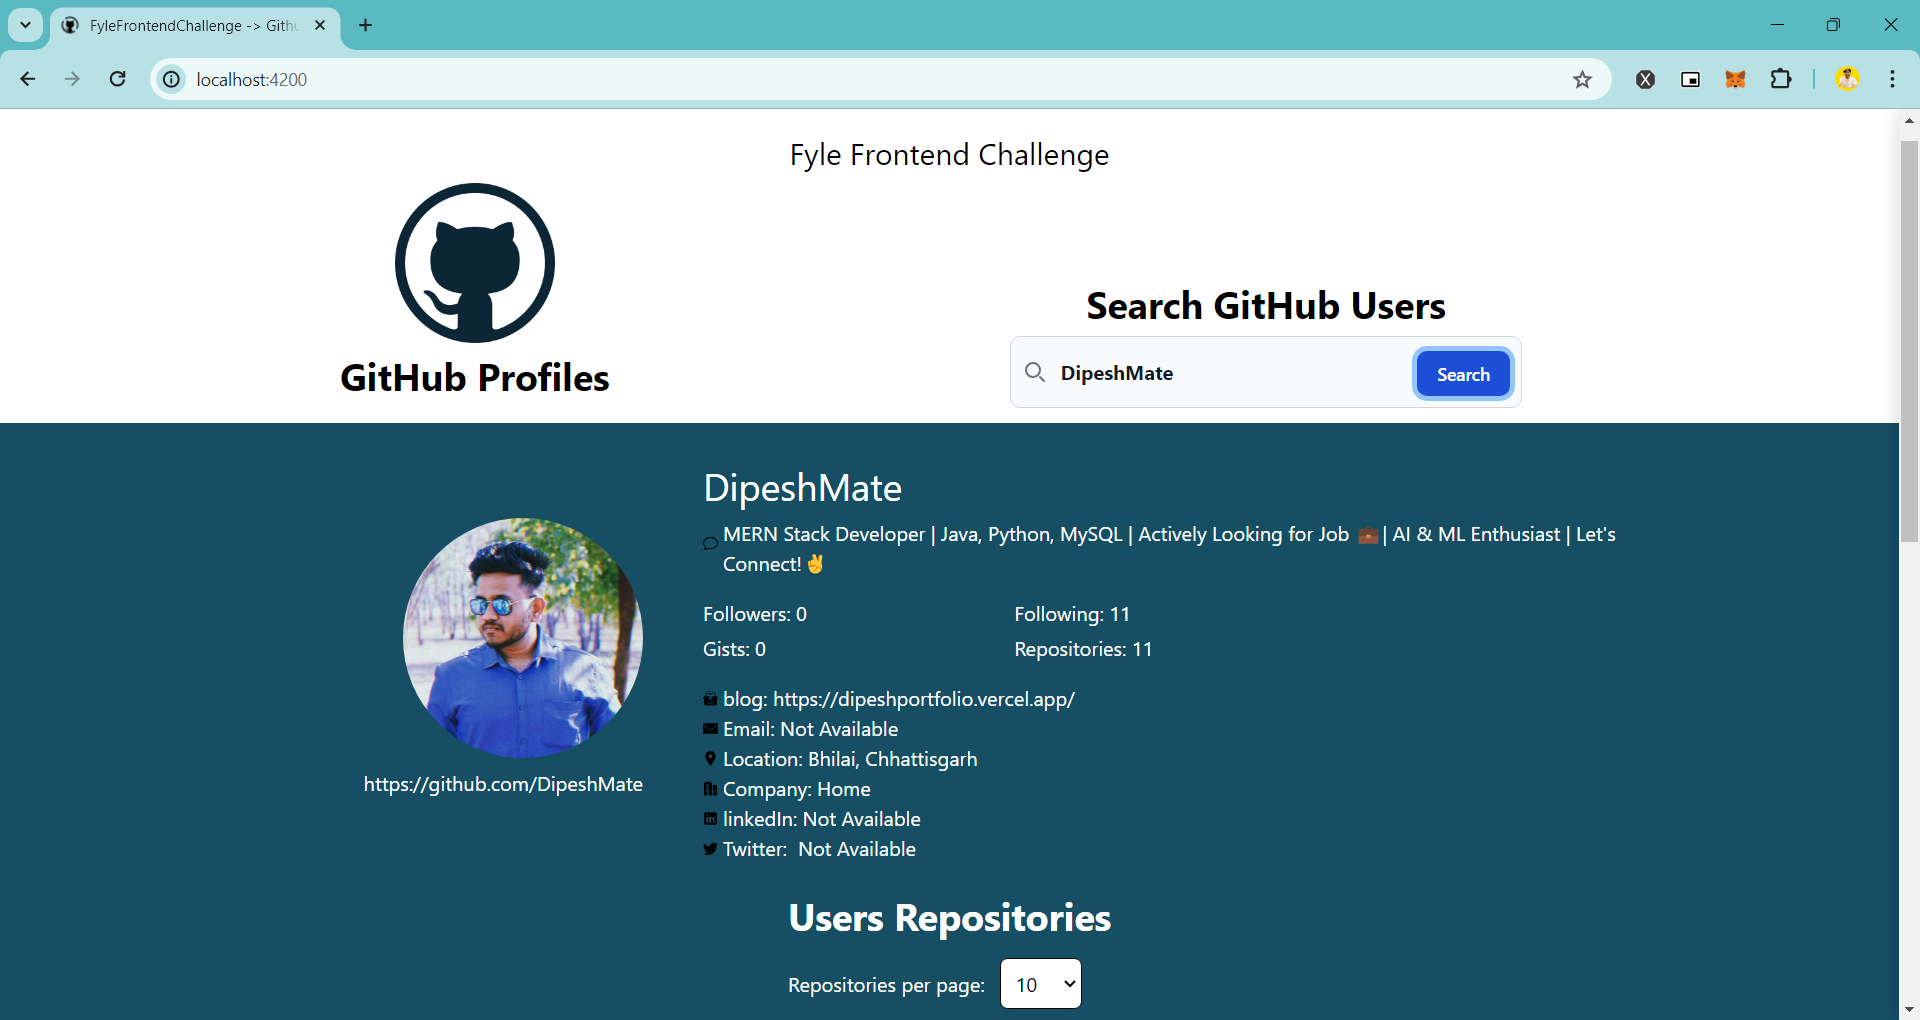 FyleFrontendChallenge -> Gith
localhost:4200
Fyle Frontend Challenge
GitHub Profiles
Search GitHub Users
DipeshMate
Search
DipeshMate
MERN Stack Developer | Java, Python, MySQL | Actively Looking for Job 💼 | AI & ML Enthusiast | Let's
Connect! ✌
Followers: 0
Following: 11
Gists: 0
Repositories: 11
https://github.com/DipeshMate
blog: https://dipeshportfolio.vercel.app/
Email: Not Available
Location: Bhilai, Chhattisgarh
Company: Home
linkedIn: Not Available
Twitter: Not Available
Users Repositories
Repositories per page:
10